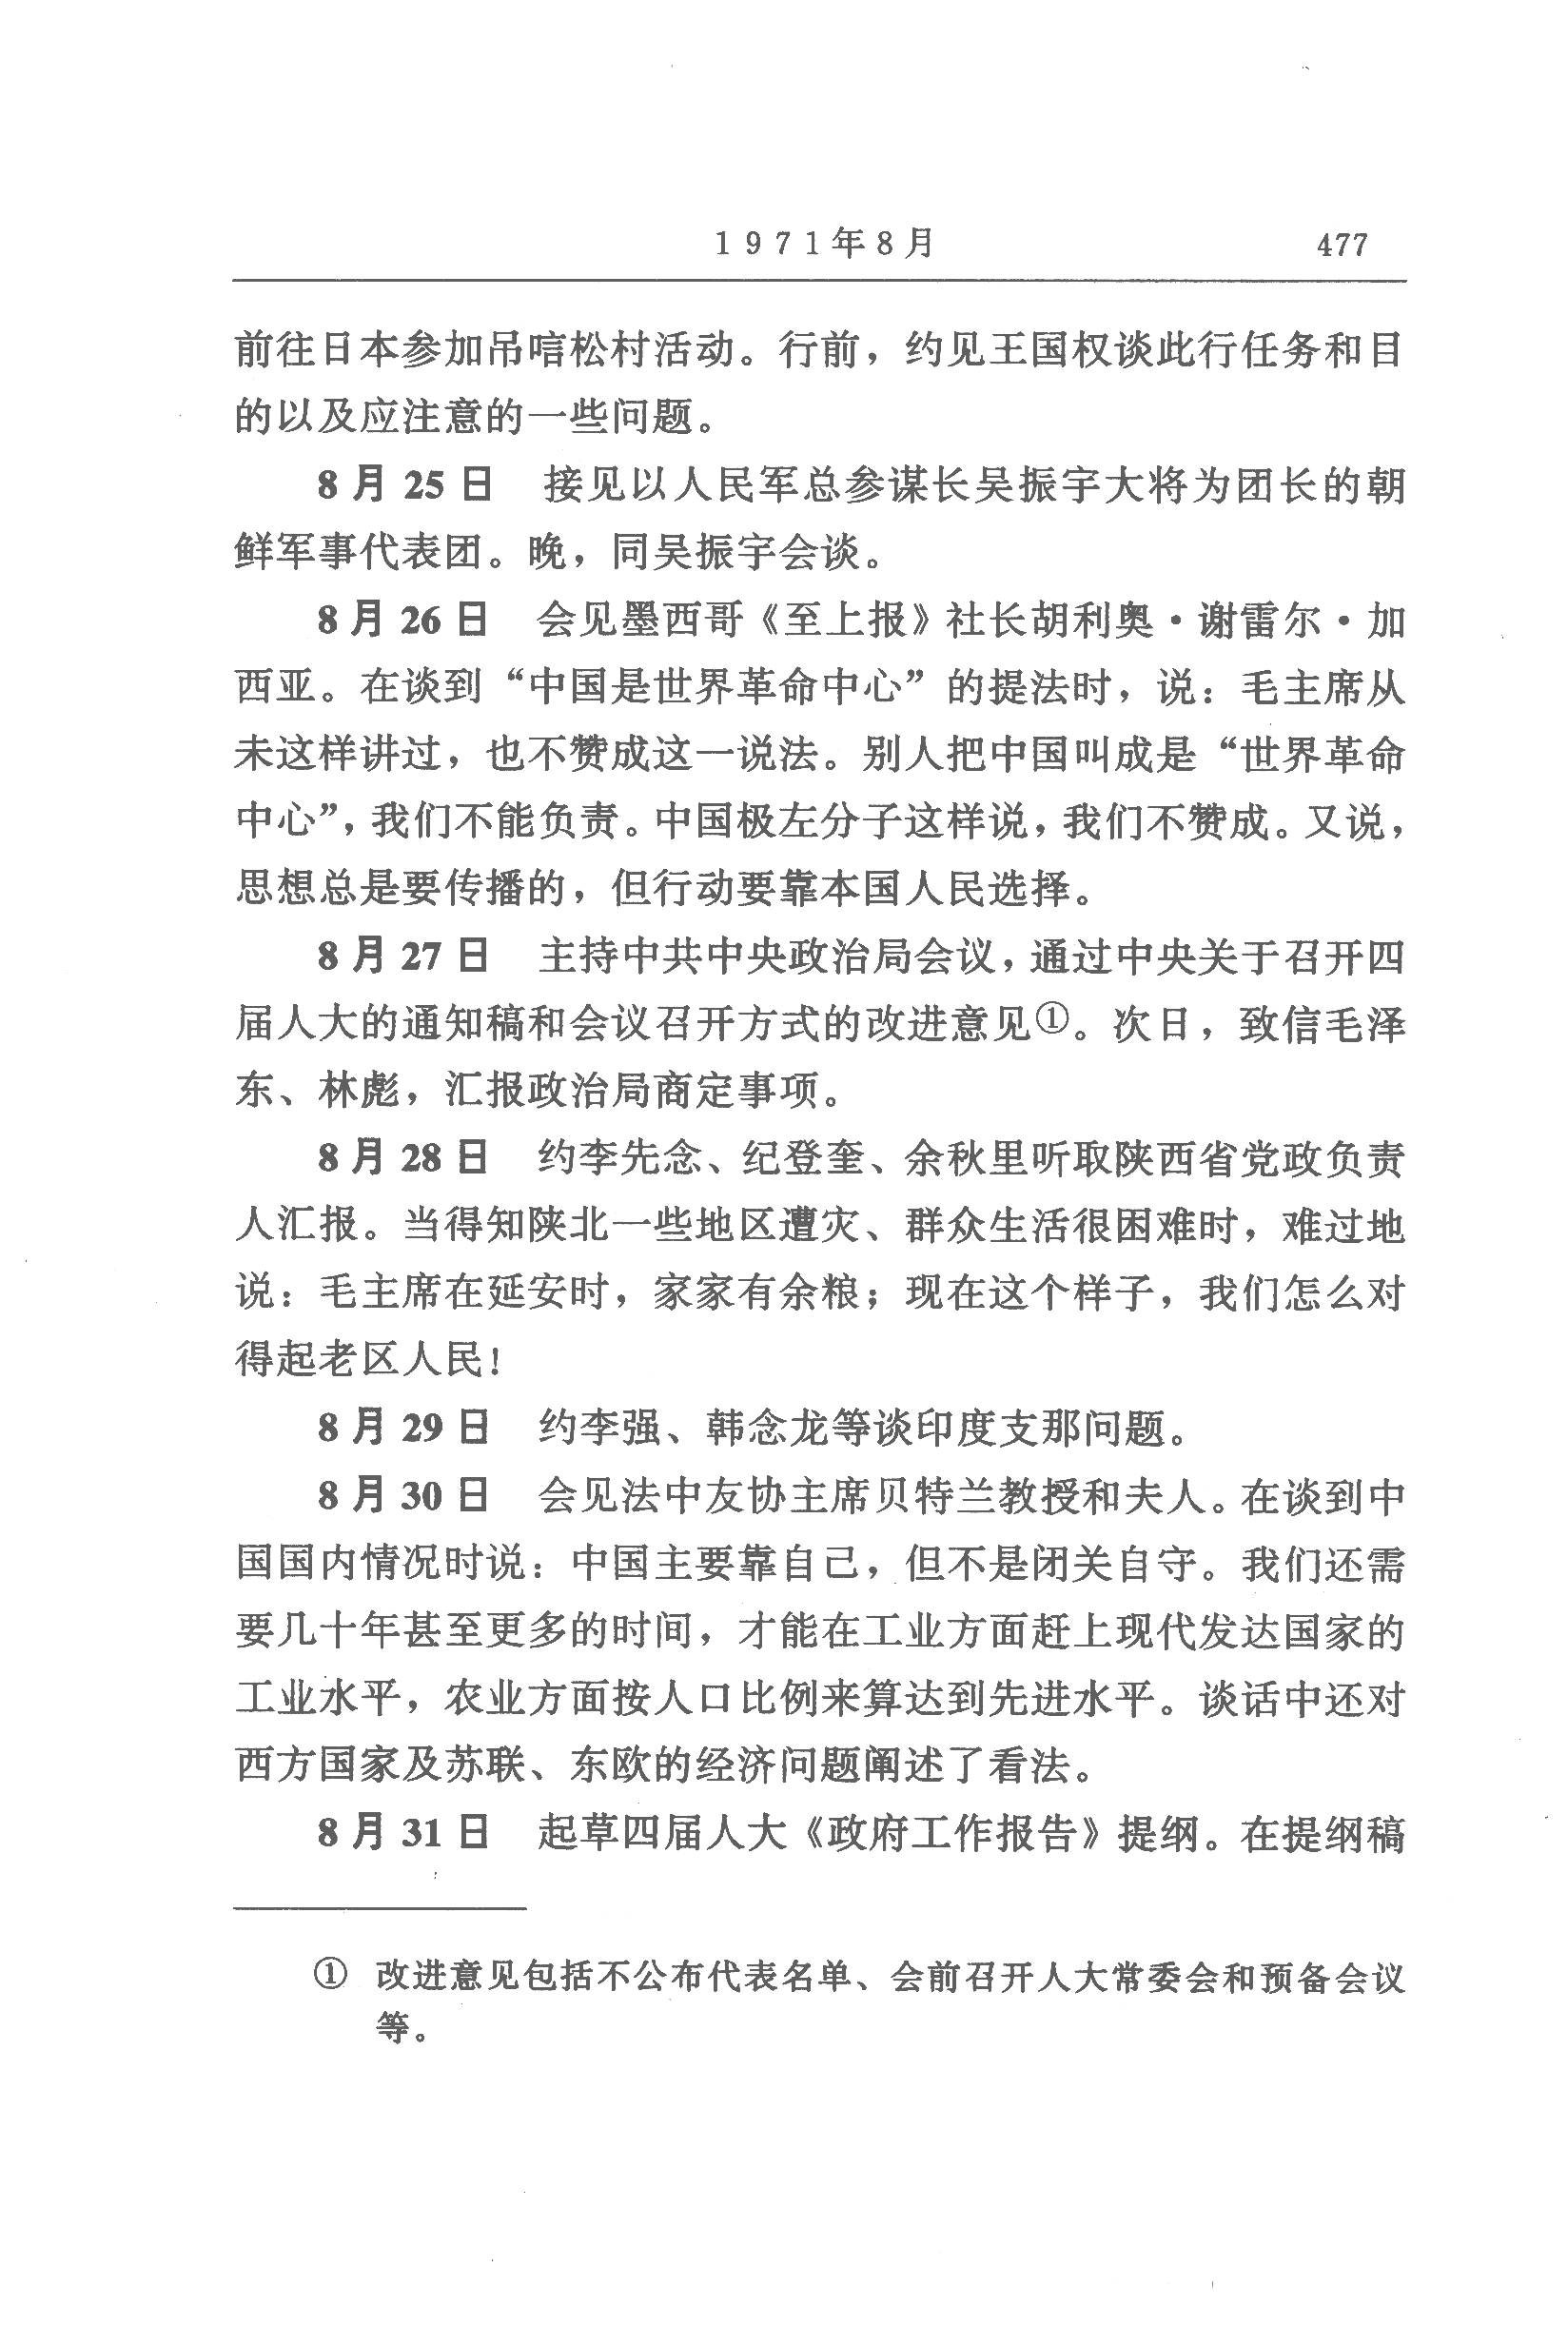 1971年8月 477
前往日本参加吊唁松村活动。行前，约见王国权谈此行任务和目
的以及应注意的一些问题。
8月25日 接见以人民军总参谋长吴振宇大将为团长的朝
鲜军事代表团。晚，同吴振宇会谈。
8月26日 会见墨西哥《至上报》社长胡利奥·谢雷尔·加
西亚。在谈到“中国是世界革命中心”的提法时，说：毛主席从
未这样讲过，也不赞成这一说法。别人把中国叫成是“世界革命
中心”，我们不能负责。中国极左分子这样说，我们不赞成。又说，
思想总是要传播的，但行动要靠本国人民选择。
8月27日 主持中共中央政治局会议，通过中央关于召开四
届人大的通知稿和会议召开方式的改进意见①。次日，致信毛泽
东、林彪，汇报政治局商定事项。
8月28日 约李先念、纪登奎、余秋里听取陕西省党政负责
人汇报。当得知陕北一些地区遭灾、群众生活很困难时，难过地
说：毛主席在延安时，家家有余粮；现在这个样子，我们怎么对
得起老区人民！
8月29日 约李强、韩念龙等谈印度支那问题。
8月30日 会见法中友协主席贝特兰教授和夫人。在谈到中
国国内情况时说：中国主要靠自己，但不是闭关自守。我们还需
要几十年甚至更多的时间，才能在工业方面赶上现代发达国家的
工业水平，农业方面按人口比例来算达到先进水平。谈话中还对
西方国家及苏联、东欧的经济问题阐述了看法。
8月31日 起草四届人大《政府工作报告》提纲。在提纲稿
① 改进意见包括不公布代表名单、会前召开人大常委会和预备会议
等。